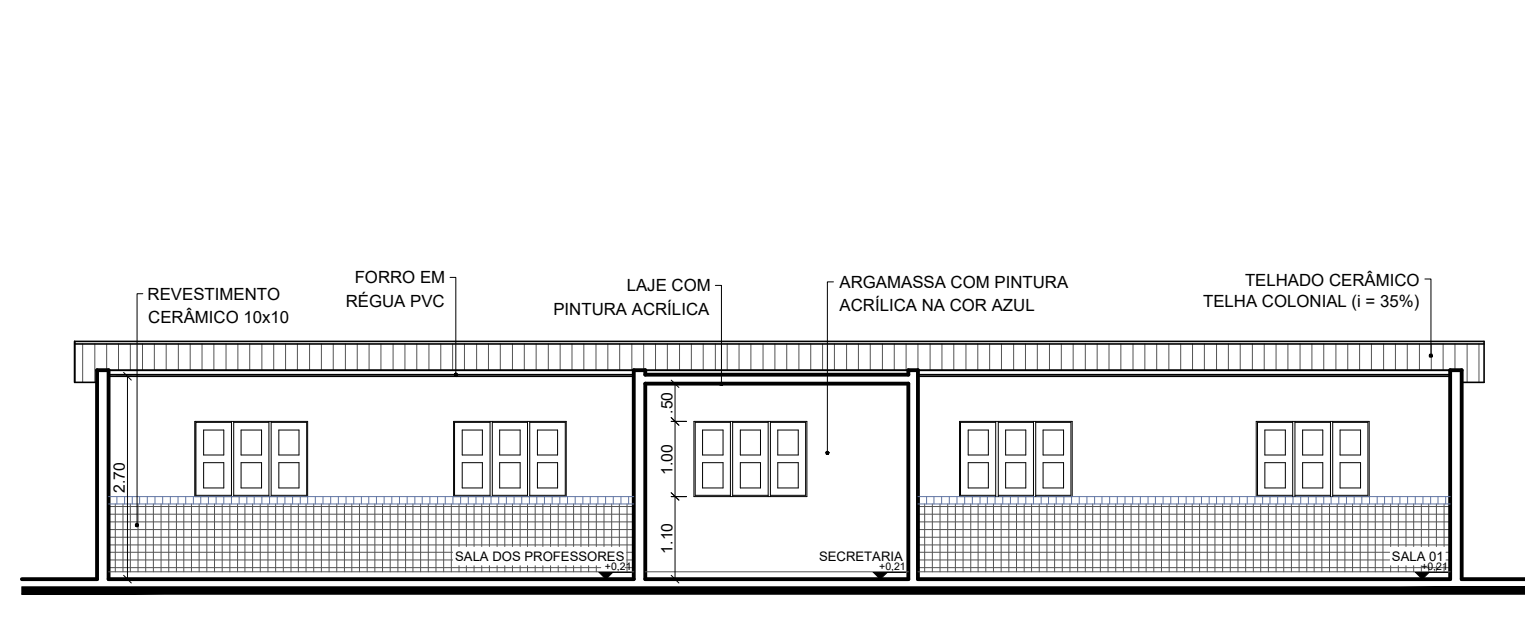 FORRO EM
RÉGUA PVC
REVESTIMENTO
CERÂMICO 10x10
LAJE COM
PINTURA ACRÍLICA
ARGAMASSA COM PINTURA
ACRÍLICA NA COR AZUL
TELHADO CERÂMICO
TELHA COLONIAL (i = 35%)
2.70
.50
1.00
1.10
SALA DOS PROFESSORES
+0,21
SECRETARIA
+0,21
SALA 01
+0,21